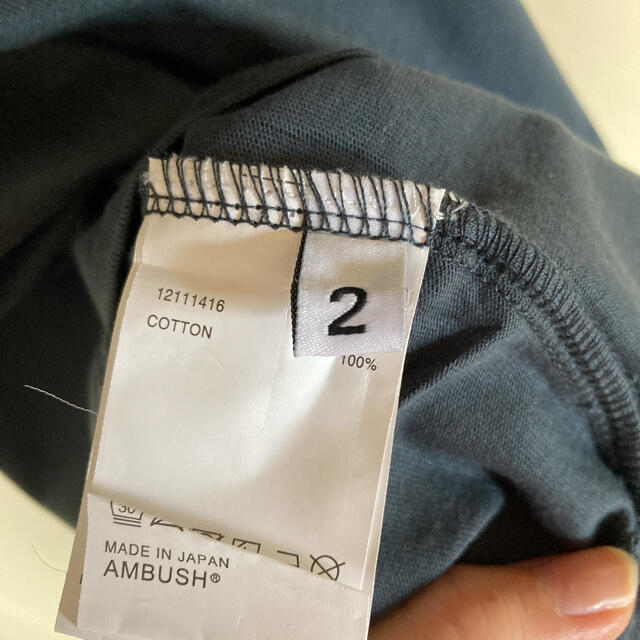 12111416
COTTON
100%
2
30
MADE IN JAPAN
AMBUSH®